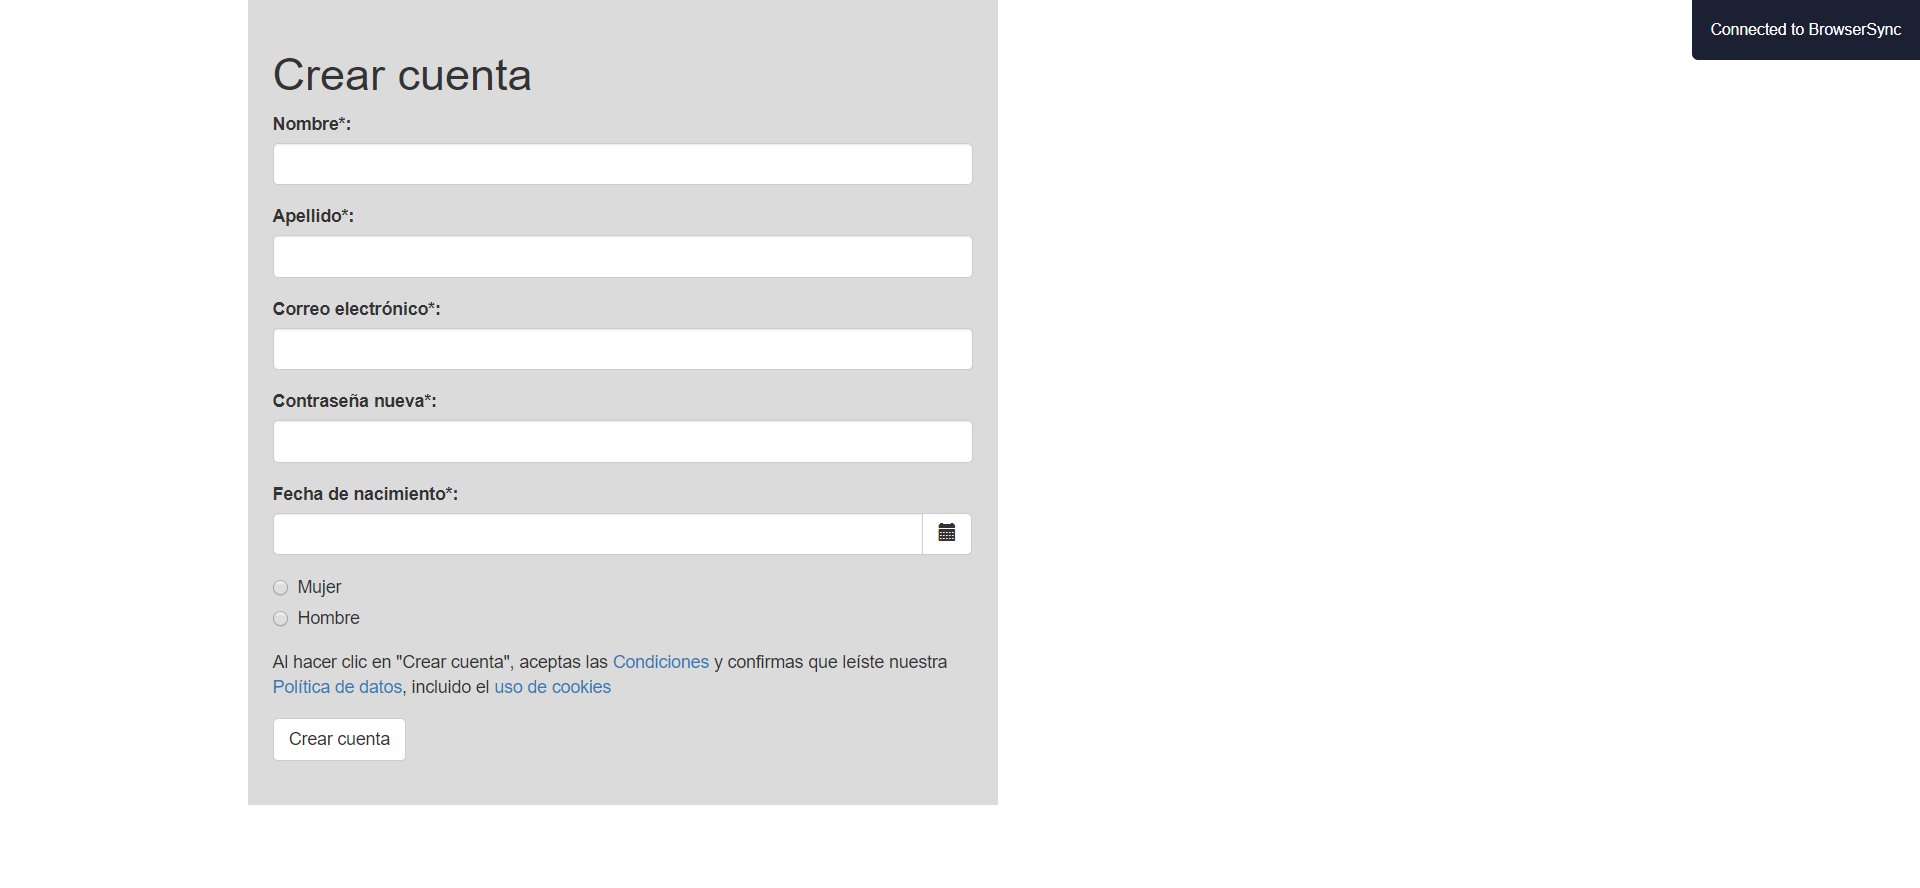 Connected to BrowserSync
Crear cuenta
Nombre*:
Apellido*:
Correo electrónico*:
Contraseña nueva*:
Fecha de nacimiento*:
Mujer
Hombre
Al hacer clic en "Crear cuenta", aceptas las Condiciones y confirmas que leíste nuestra
Política de datos, incluido el uso de cookies
Crear cuenta